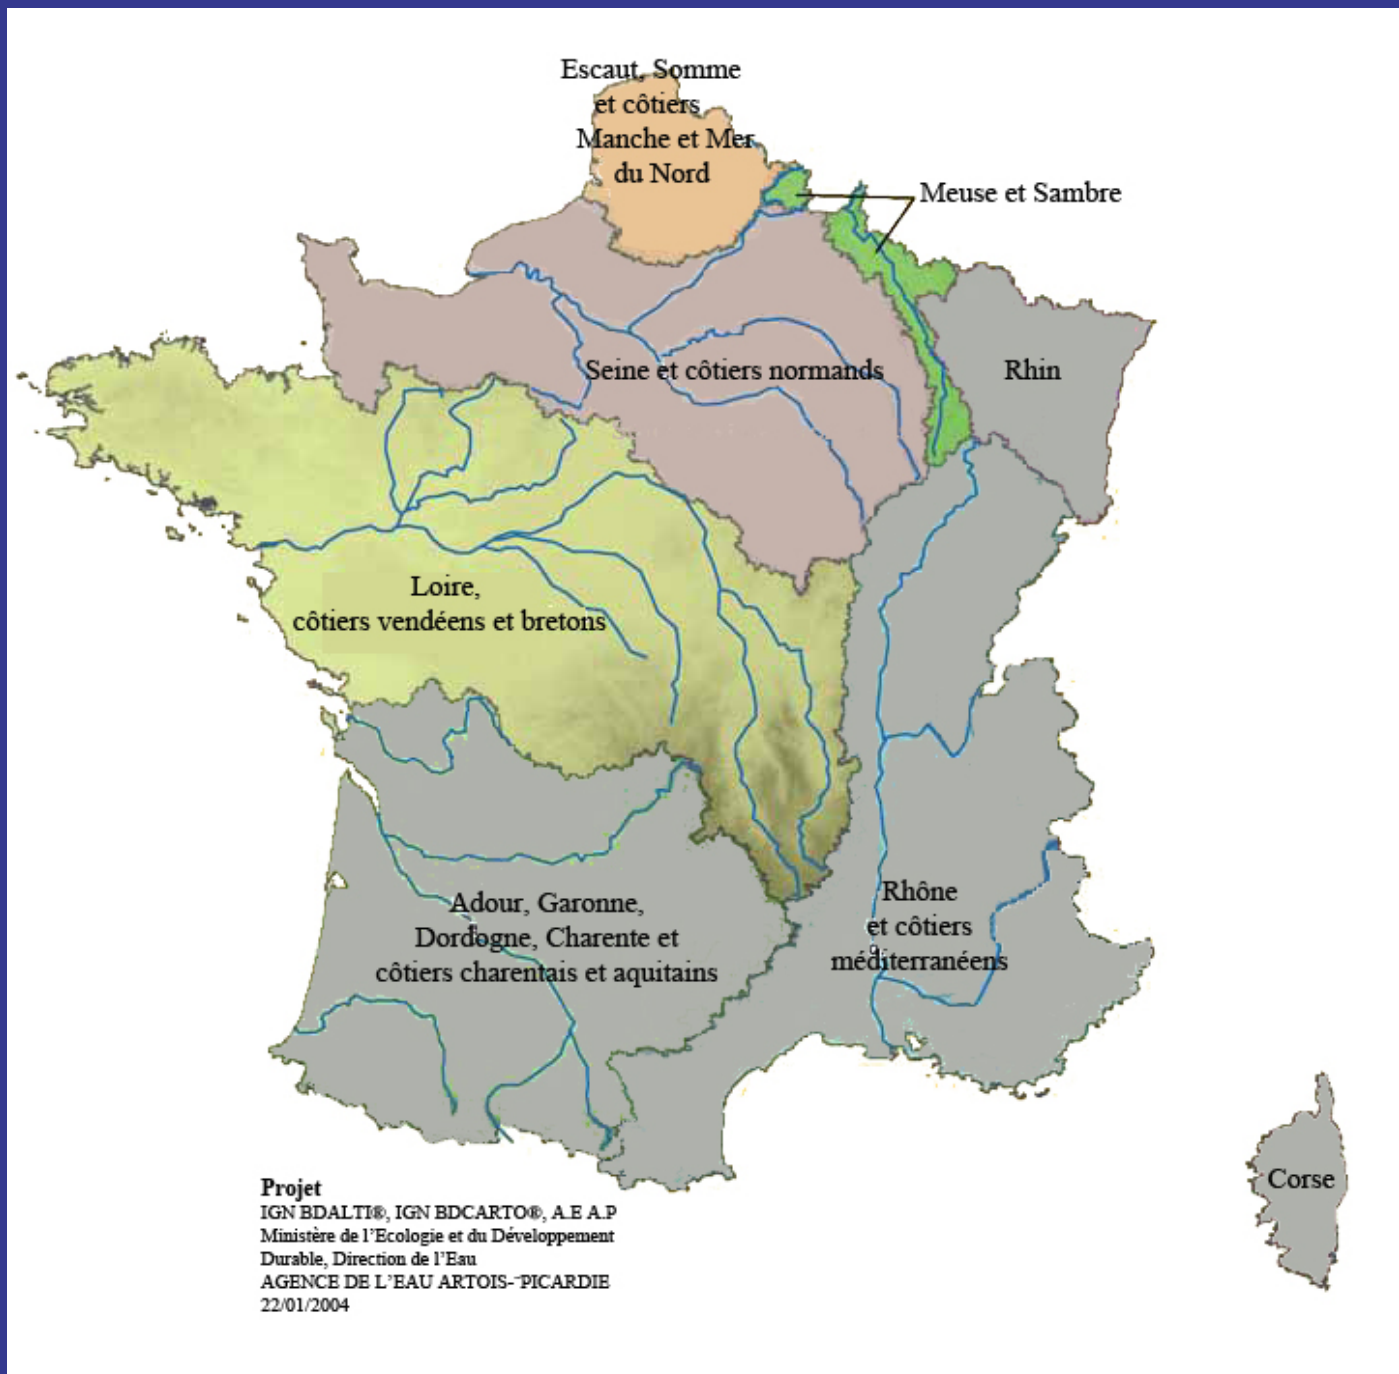 Escaut, Somme
et côtiers
Manche et Mer
du Nord
Meuse et Sambre
Seine et côtiers normands
Rhin
Loire,
côtiers vendéens et bretons
Adour, Garonne,
Dordogne, Charente et
côtiers charentais et aquitains
Rhône
et côtiers
méditerranéens
Corse
Projet
IGN BDALTI®, IGN BDCARTO®, A.E A.P
Ministère de l'Ecologie et du Développement
Durable, Direction de l'Eau
AGENCE DE L'EAU ARTOIS-¨PICARDIE
22/01/2004